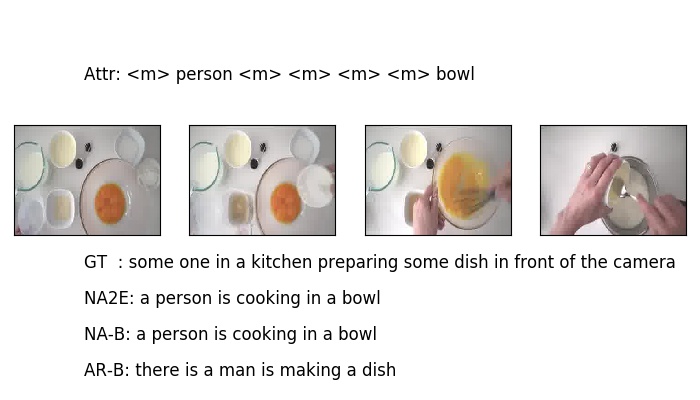 Attr: <m> person <m> <m> <m> <m> bowl
GT : some one in a kitchen preparing some dish in front of the camera
NA2E: a person is cooking in a bowl
NA-B: a person is cooking in a bowl
AR-B: there is a man is making a dish